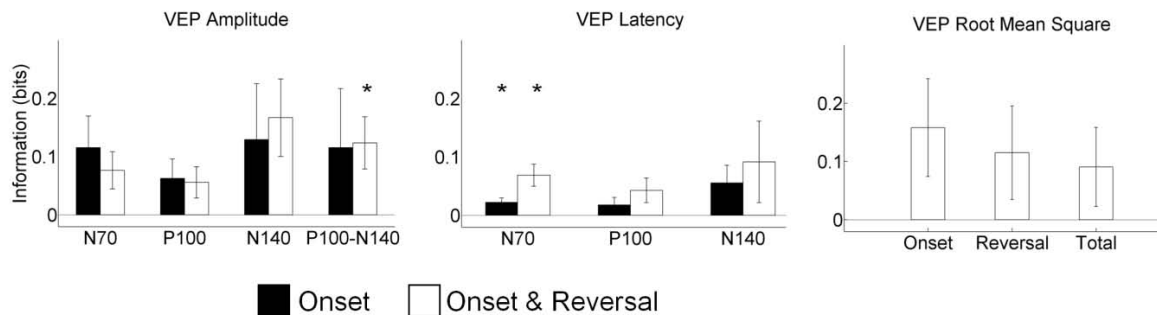 VEP Amplitude
VEP Latency
VEP Root Mean Square
Information (bits)
0.2
0.1
0
* 
N70 P100 N140 P100-N140
0.2
0.1
0
* *
N70 P100 N140
0.2
0.1
0
Onset Reversal Total
Onset Onset & Reversal